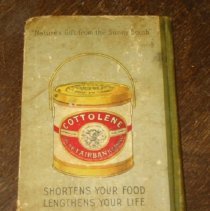 "Nature's Gift from the Sunny South"
COTTOLENE
FAIRBANK
SHORTENS YOUR FOOD
LENGTHENS YOUR LIFE